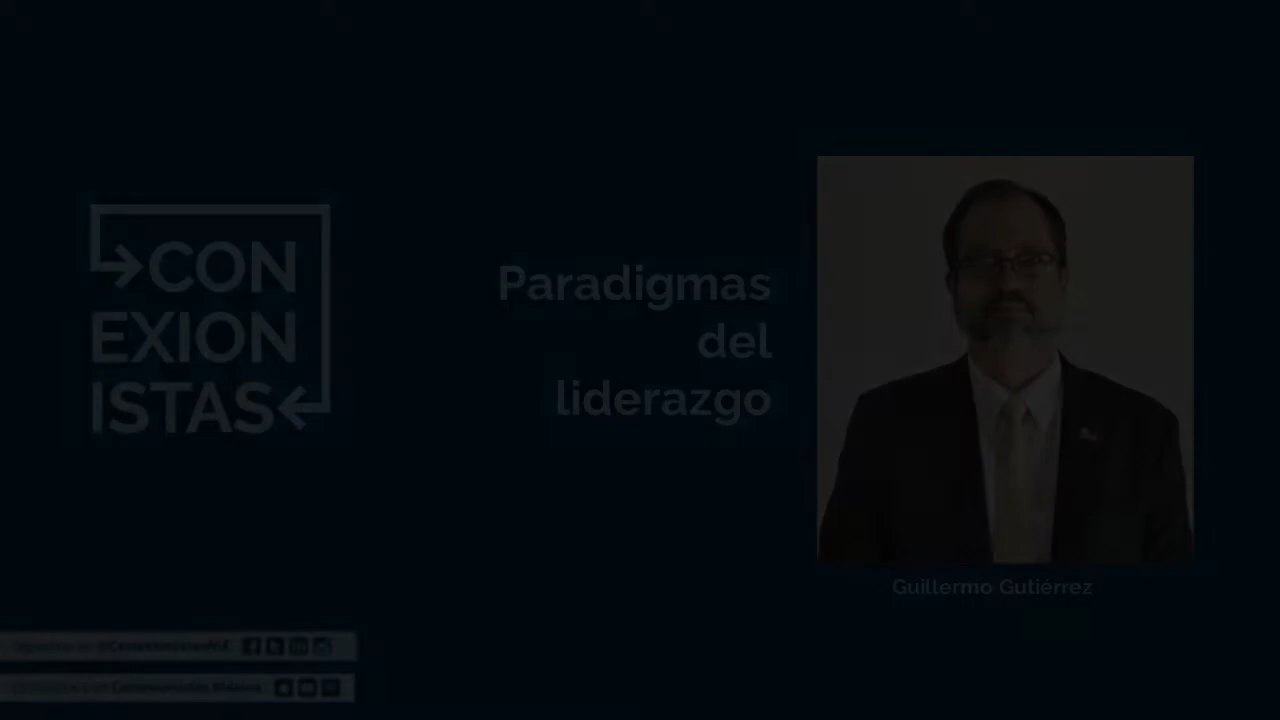 CON
EXION
ISTAS
Paradigmas
del
liderazgo
Guillermo Gutiérrez